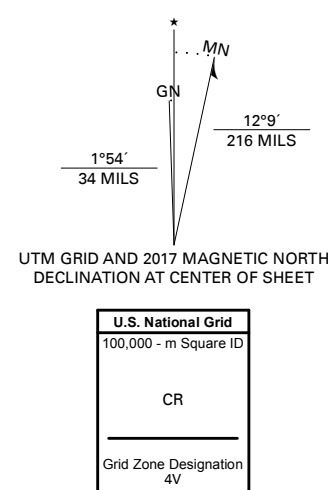 ★
MN
GN
12°9´
216 MILS
1°54´
34 MILS
UTM GRID AND 2017 MAGNETIC NORTH
DECLINATION AT CENTER OF SHEET
U.S. National Grid
100,000 - m Square ID
CR
Grid Zone Designation
4V